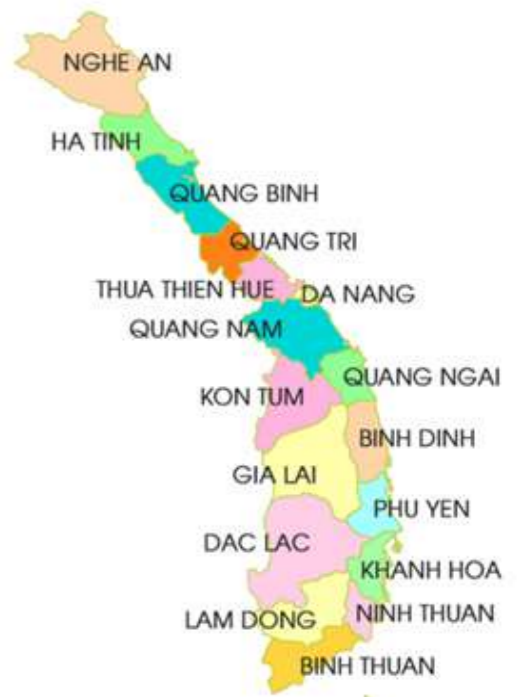 NGHE AN
HA TINH
QUANG BINH
QUANG TRI
THUA THIEN HUE
DA NANG
QUANG NAM
QUANG NGAI
KON TUM
BINH DINH
GIA LAI
PHU YEN
DAC LAC
KHANH HOA
LAM DONG
NINH THUAN
BINH THUAN